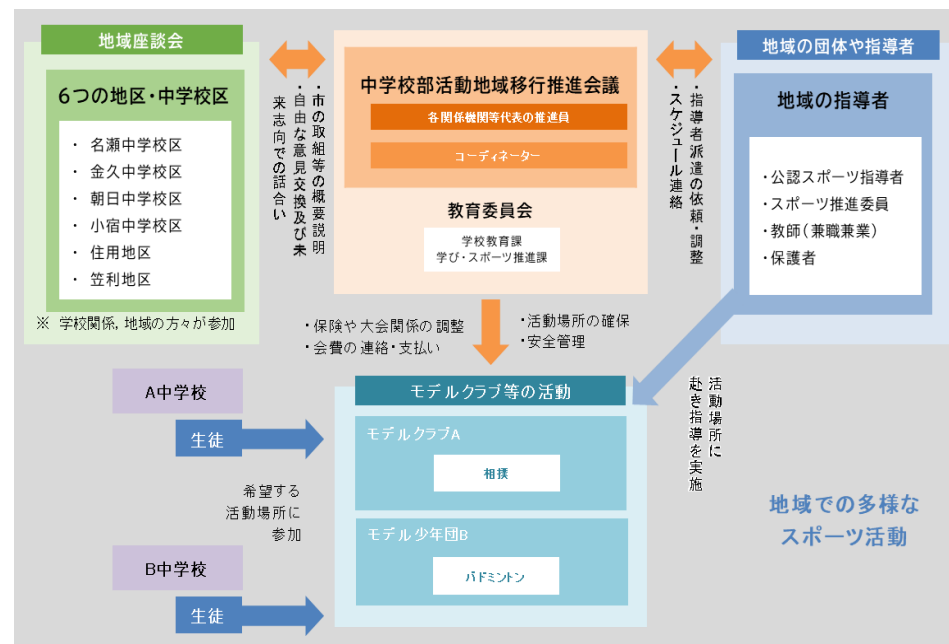 地域座談会
6つの地区・中学校区
・ 名瀬中学校区
・ 金久中学校区
・ 朝日中学校区
・ 小宿中学校区
・ 住用地区
・ 笠利地区
※ 学校関係，地域の方々が参加
・市の取組等の概要説明
・自由な意見交換及び未
来志向での話合い
中学校部活動地域移行推進会議
各関係機関等代表の推進員
コーディネーター
教育委員会
学校教育課
学び・スポーツ推進課
・指導者派遣の依頼・調整
・スケジュール連絡
地域の団体や指導者
地域の指導者
・公認スポーツ指導者
・スポーツ推進委員
・教師（兼職兼業）
・保護者
・保険や大会関係の調整
・会費の連絡・支払い
・活動場所の確保
・安全管理
A中学校
生徒
希望する
活動場所に
参加
B中学校
生徒
モデルクラブ等の活動
モデルクラブA
相撲
モデル少年団B
バドミントン
活動場所に
赴き指導を実施
地域での多様な
スポーツ活動